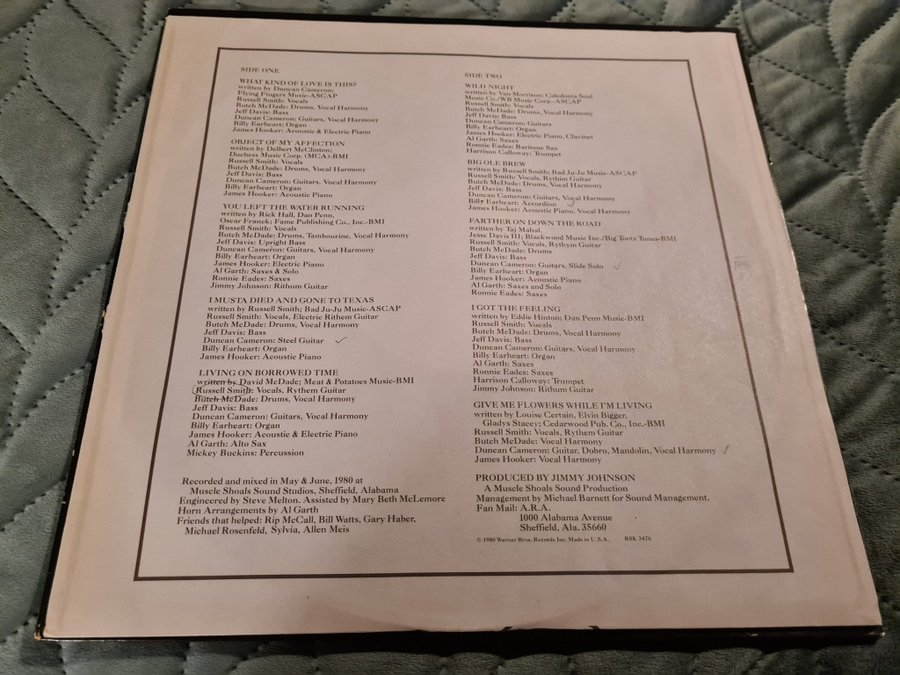 SIDE ONE
WHAT KIND OF LOVE IS THIS?
written by Duncan Cameron;
Flying Fingers Music-ASCAP
Russell Smith: Vocals
Butch McDade: Drums, Vocal Harmony
Jeff Davis: Bass
Duncan Cameron: Guitars, Vocal Harmony
Billy Earheart: Organ
James Hooker: Acoustic & Electric Piano
OBJECT OF MY AFFECTION
written by Delbert McClinton;
Duchess Music Corp. (MCA)-BMI
Russell Smith: Vocals
Butch McDade: Drums, Vocal Harmony
Jeff Davis: Bass
Duncan Cameron: Guitars, Vocal Harmony
Billy Earheart: Organ
James Hooker: Acoustic Piano
YOU LEFT THE WATER RUNNING
written by Rick Hall, Dan Penn,
Oscar Franck; Fame Publishing Co., Inc.-BMI
Russell Smith: Vocals
Butch McDade: Drums, Tambourine, Vocal Harmony
Jeff Davis: Upright Bass
Duncan Cameron: Guitars, Vocal Harmony
Billy Earheart: Organ
James Hooker: Electric Piano
Al Garth: Saxes & Solo
Ronnie Eades: Saxes
Jimmy Johnson: Rithum Guitar
I MUSTA DIED AND GONE TO TEXAS
written by Russell Smith; Bad Ju-Ju Music-ASCAP
Russell Smith: Vocals, Electric Rithem Guitar
Butch McDade: Drums, Vocal Harmony
Jeff Davis: Bass
Duncan Cameron: Steel Guitar
Billy Earheart: Organ
James Hooker: Acoustic Piano
LIVING ON BORROWED TIME
written by David McDade; Meat & Potatoes Music-BMI
Russell Smith: Vocals, Rythem Guitar
Butch McDade: Drums, Vocal Harmony
Jeff Davis: Bass
Duncan Cameron: Guitars, Vocal Harmony
Billy Earheart: Organ
James Hooker: Acoustic & Electric Piano
Al Garth: Alto Sax
Mickey Buckins: Percussion
Recorded and mixed in May & June, 1980 at
Muscle Shoals Sound Studios, Sheffield, Alabama
Engineered by Steve Melton. Assisted by Mary Beth McLemore
Horn Arrangements by Al Garth
Friends that helped: Rip McCall, Bill Watts, Gary Haber,
Michael Rosenfeld, Sylvia, Allen Meis
SIDE TWO
WILD NIGHT
written by Van Morrison; Caledonia Soul
Music Co./WB Music Corp.-ASCAP
Russell Smith: Vocals
Butch McDade: Drums, Vocal Harmony
Jeff Davis: Bass
Duncan Cameron: Guitars
Billy Earheart: Organ
James Hooker: Electric Piano, Clavinet
Al Garth: Saxes
Ronnie Eades: Baritone Sax
Harrison Calloway: Trumpet
BIG OLE BREW
written by Russell Smith; Bad Ju-Ju Music-ASCAP
Russell Smith: Vocals, Rythim Guitar
Butch McDade: Drums, Vocal Harmony
Jeff Davis: Bass
Duncan Cameron: Guitars, Vocal Harmony
Billy Earheart: Accordion
James Hooker: Acoustic Piano, Vocal Harmony
FARTHER ON DOWN THE ROAD
written by Taj Mahal,
Jesse Davis III; Blackwood Music Inc./Big Toots Tunes-BMI
Russell Smith: Vocals, Rythym Guitar
Butch McDade: Drums
Jeff Davis: Bass
Duncan Cameron: Guitars, Slide Solo
Billy Earheart: Organ
James Hooker: Acoustic Piano
Al Garth: Saxes and Solo
Ronnie Eades: Saxes
I GOT THE FEELING
written by Eddie Hinton; Dan Penn Music-BMI
Russell Smith: Vocals
Butch McDade: Drums, Vocal Harmony
Jeff Davis: Bass
Duncan Cameron: Guitars, Vocal Harmony
Billy Earheart: Organ
Al Garth: Saxes
Ronnie Eades: Saxes
Harrison Calloway: Trumpet
Jimmy Johnson: Rithum Guitar
GIVE ME FLOWERS WHILE I'M LIVING
written by Louise Certain, Elvin Bigger,
Gladys Stacey; Cedarwood Pub. Co., Inc.-BMI
Russell Smith: Vocals, Rythem Guitar
Butch McDade: Vocal Harmony
Duncan Cameron: Guitar, Dobro, Mandolin, Vocal Harmony
James Hooker: Vocal Harmony
PRODUCED BY JIMMY JOHNSON
A Muscle Shoals Sound Production
Management by Michael Barnett for Sound Management.
Fan Mail: A.R.A.
1000 Alabama Avenue
Sheffield, Ala. 35660
© 1980 Warner Bros. Records Inc. Made in U.S.A. BSK 3478